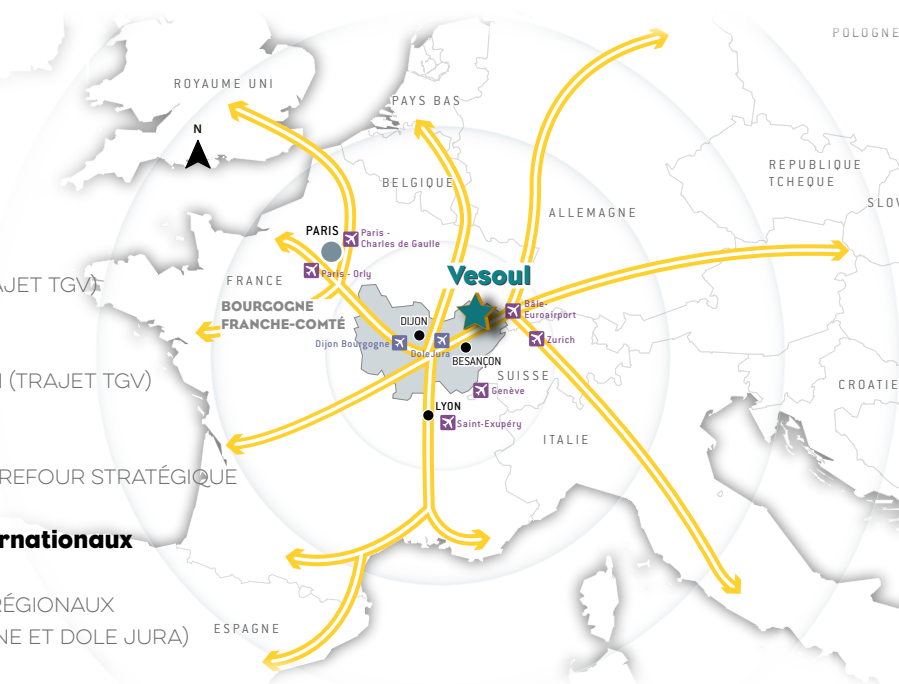 POLOGNE
ROYAUME UNI
PAYS BAS
N
REPUBLIQUE
TCHEQUE
BELGIQUE
SLOV
ALLEMAGNE
PARIS
Paris -
Charles de Gaulle
Paris - Orly
Vesoul
FRANCE
AJET TGV)
BOURGOGNE
FRANCHE-COMTÉ
Bâle-
Euroairport
DIJON
Dijon Bourgogne
DoleJura
Zurich
BESANÇON
SUISSE
I (TRAJET TGV)
Genève
CROATIE
LYON
Saint-Exupéry
ITALIE
REFOUR STRATÉGIQUE
rnationaux
RÉGIONAUX
NE ET DOLE JURA)
ESPAGNE